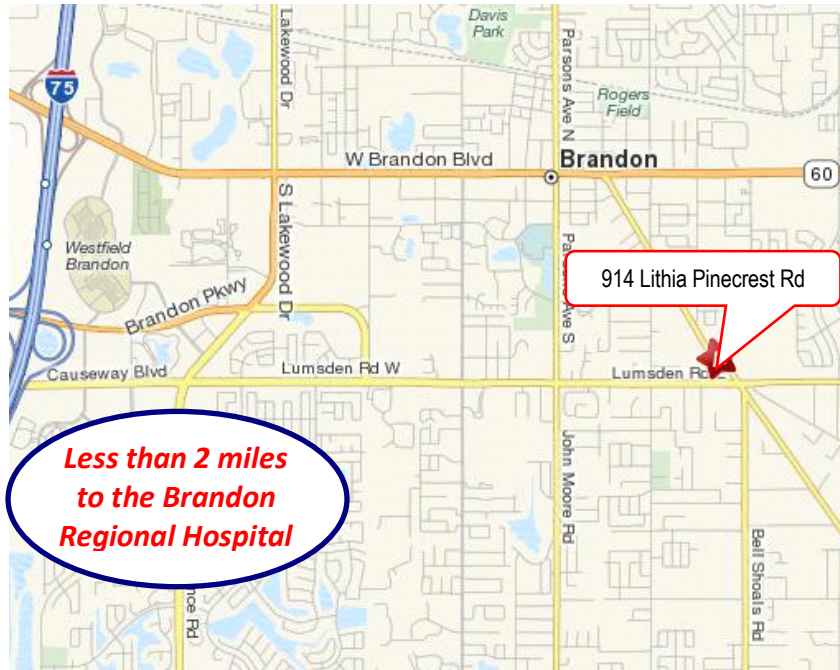 Davis
Park
Lakewood Dr
Parsons Ave N
75
Rogers
Field
W Brandon Blvd
Brandon
60
S Lakewood Dr
Westfield
Brandon
914 Lithia Pinecrest Rd
Ave S
Brandon Pkwy
Causeway Blvd
Lumsden Rd W
Lumsden Rd
Less than 2 miles
to the Brandon
Regional Hospital
John Moore Rd
Bell Shoals Rd
Rd